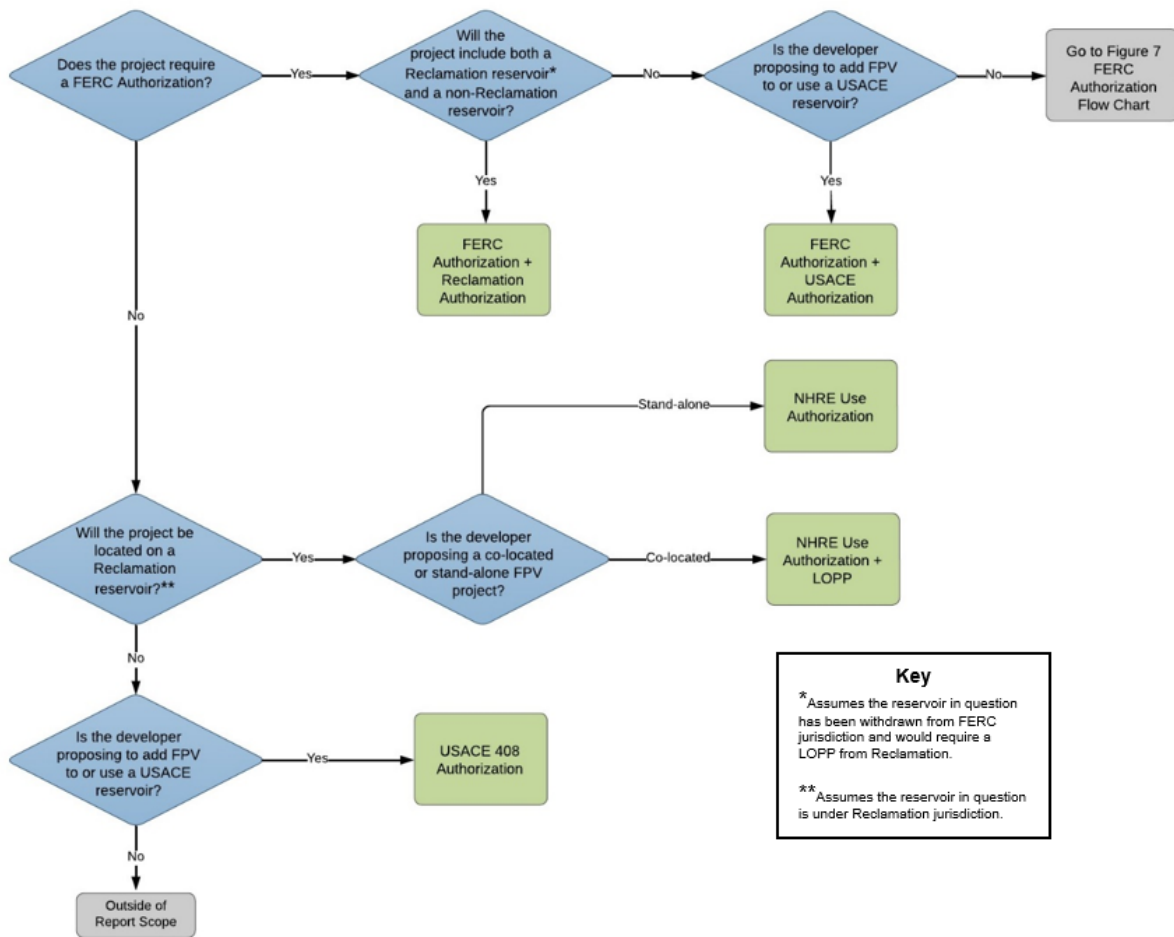 Does the project require
a FERC Authorization?
Yes
Will the
project include both a
Reclamation reservoir*
and a non-Reclamation
reservoir?
No
Is the developer
proposing to add FPV
to or use a USACE
reservoir?
No
Go to Figure 7
FERC
Authorization
Flow Chart
Yes
FERC
Authorization +
Reclamation
Authorization
Yes
FERC
Authorization +
USACE
Authorization
No
Stand-alone
NHRE Use
Authorization
Will the project be
located on a
Reclamation
reservoir?**
Yes
Is the developer
proposing a co-located
or stand-alone FPV
project?
Co-located
NHRE Use
Authorization +
LOPP
No
Is the developer
proposing to add FPV
to or use a USACE
reservoir?
Yes
USACE 408
Authorization
No
Outside of
Report Scope
Key
*Assumes the reservoir in question
has been withdrawn from FERC
jurisdiction and would require a
LOPP from Reclamation.
**Assumes the reservoir in question
is under Reclamation jurisdiction.